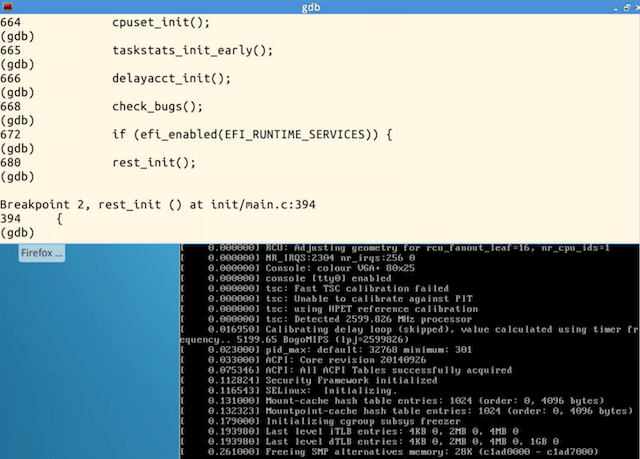 gdb
664 cpuset_init();
(gdb)
665 taskstats_init_early();
(gdb)
666 delayacct_init();
(gdb)
668 check_bugs();
(gdb)
672 if (efi_enabled(EFI_RUNTIME_SERVICES)) {
(gdb)
680 rest_init();
(gdb)
Breakpoint 2, rest_init () at init/main.c:394
394 {
(gdb)
Firefox ...
[ 0.000000] RCU: Adjusting geometry for rcu_fanout_leaf=16, nr_cpu_ids=1
[ 0.000000] NR_IRQS:2304 nr_irqs:256 0
[ 0.000000] Console: colour VGA+ 80x25
[ 0.000000] console [tty0] enabled
[ 0.000000] tsc: Fast TSC calibration failed
[ 0.000000] tsc: Unable to calibrate against PIT
[ 0.000000] tsc: using HPET reference calibration
[ 0.000000] tsc: Detected 2599.826 MHz processor
[ 0.016950] Calibrating delay loop (skipped), value calculated using timer fr
equency.. 5199.65 BogoMIPS (lpj=2599826)
[ 0.023000] pid_max: default: 32768 minimum: 301
[ 0.033000] ACPI: Core revision 20140926
[ 0.075346] ACPI: All ACPI Tables successfully acquired
[ 0.112824] Security Framework initialized
[ 0.116543] SELinux:  Initializing.
[ 0.131000] Mount-cache hash table entries: 1024 (order: 0, 4096 bytes)
[ 0.132323] Mountpoint-cache hash table entries: 1024 (order: 0, 4096 bytes)
[ 0.179000] Initializing cgroup subsys freezer
[ 0.193980] Last level iTLB entries: 4KB 0, 2MB 0, 4MB 0
[ 0.193980] Last level dTLB entries: 4KB 0, 2MB 0, 4MB 0, 1GB 0
[ 0.261000] Freeing SMP alternatives memory: 28K (c1ad0000 - c1ad7000)